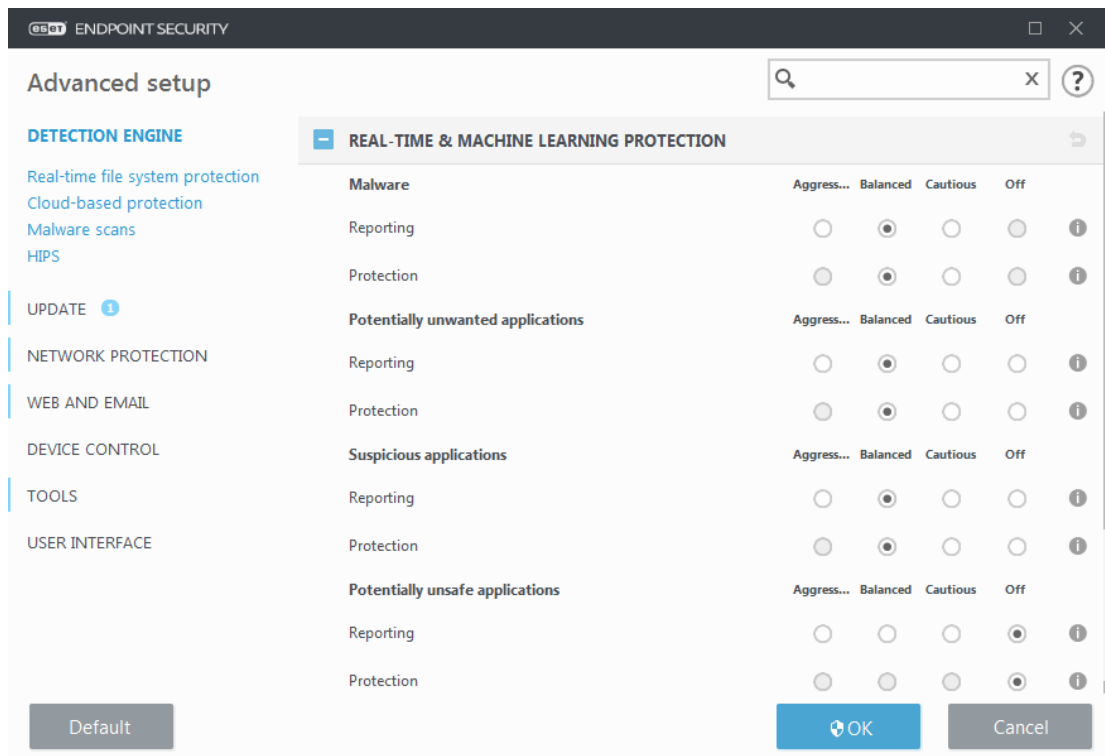 eset ENDPOINT SECURITY
Advanced setup
X ?
DETECTION ENGINE
Real-time file system protection
Cloud-based protection
Malware scans
HIPS
UPDATE 1
NETWORK PROTECTION
WEB AND EMAIL
DEVICE CONTROL
TOOLS
USER INTERFACE
REAL-TIME & MACHINE LEARNING PROTECTION
Malware Aggress... Balanced Cautious Off
Reporting
Protection
Potentially unwanted applications Aggress... Balanced Cautious Off
Reporting
Protection
Suspicious applications Aggress... Balanced Cautious Off
Reporting
Protection
Potentially unsafe applications Aggress... Balanced Cautious Off
Reporting
Protection
Default OK Cancel